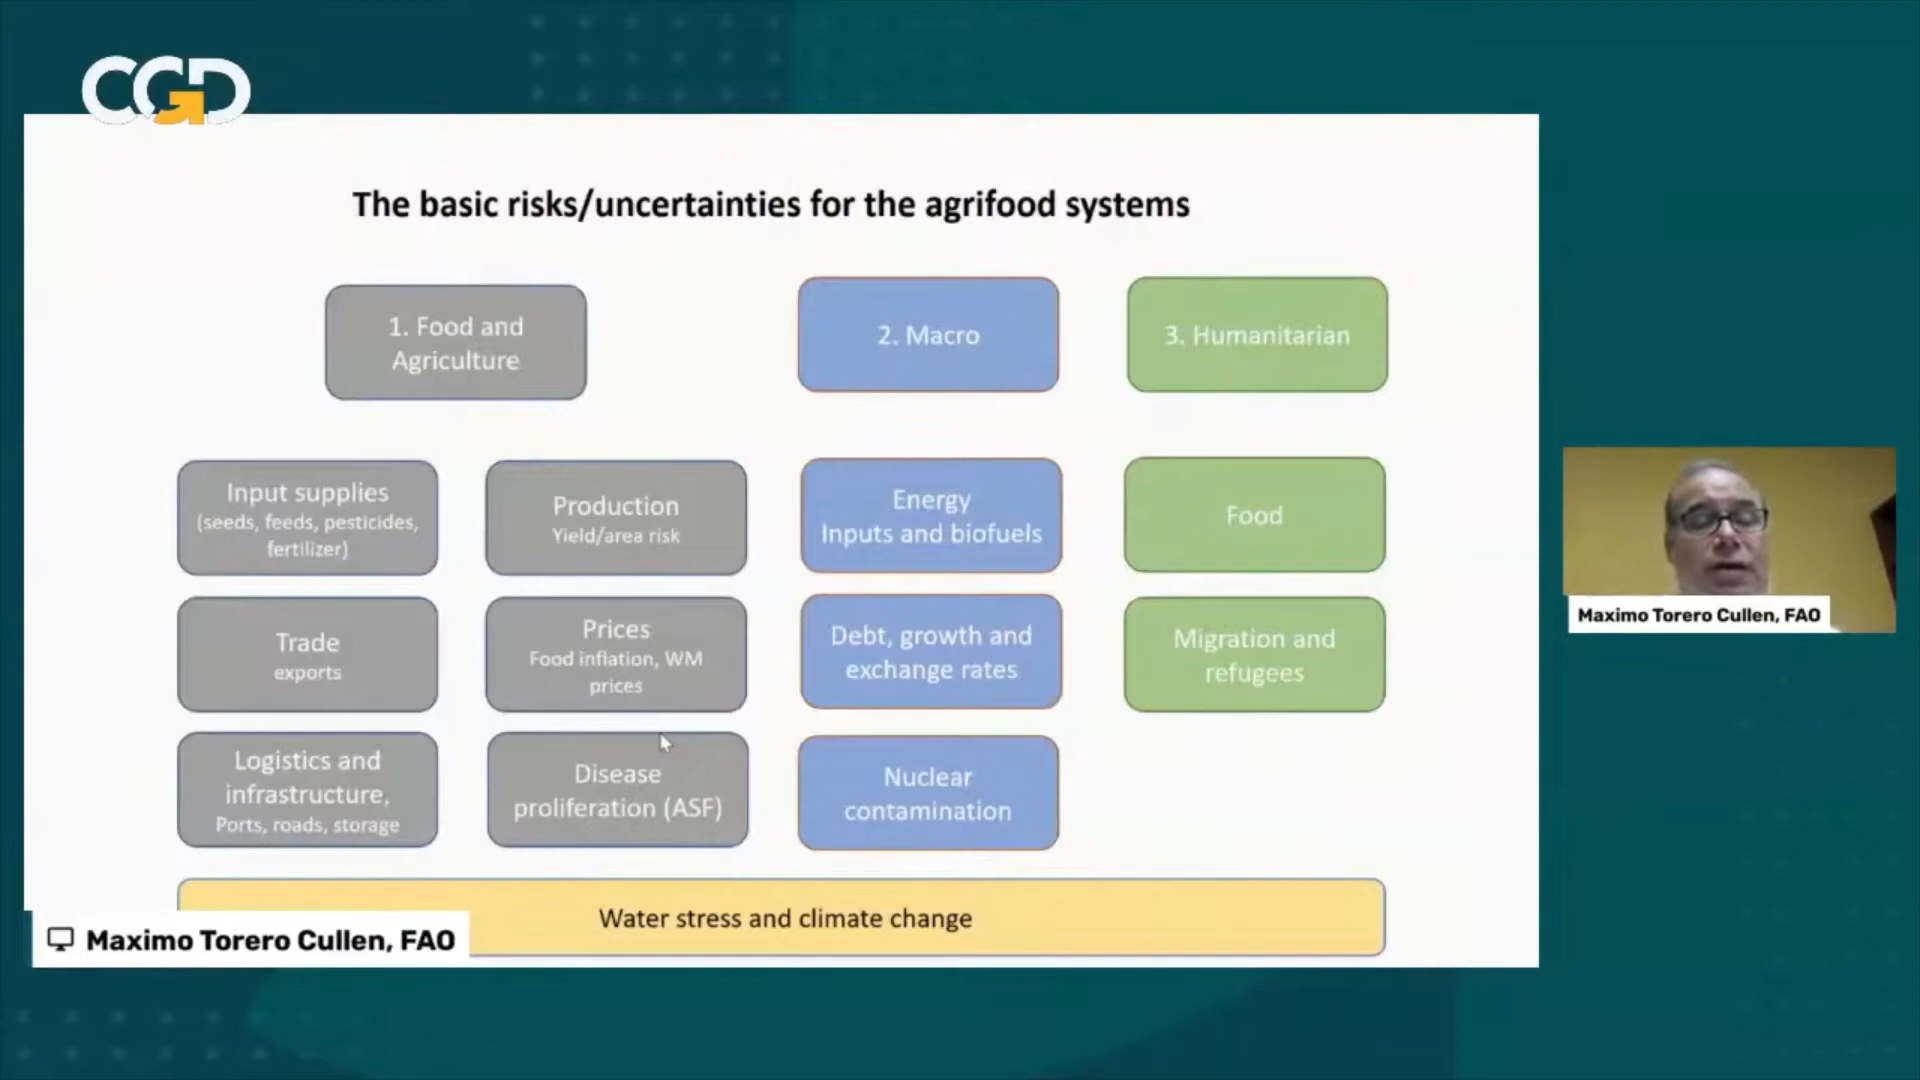 CGD
The basic risks/uncertainties for the agrifood systems
1. Food and
Agriculture
2. Macro
3. Humanitarian
Input supplies
(seeds, feeds, pesticides,
fertilizer)
Production
Yield/area risk
Energy
Inputs and biofuels
Food
Trade
exports
Prices
Food inflation, WM
prices
Debt, growth and
exchange rates
Migration and
refugees
Logistics and
infrastructure,
Ports, roads, storage
Disease
proliferation (ASF)
Nuclear
contamination
Water stress and climate change
Maximo Torero Cullen, FAO
Maximo Torero Cullen, FAO